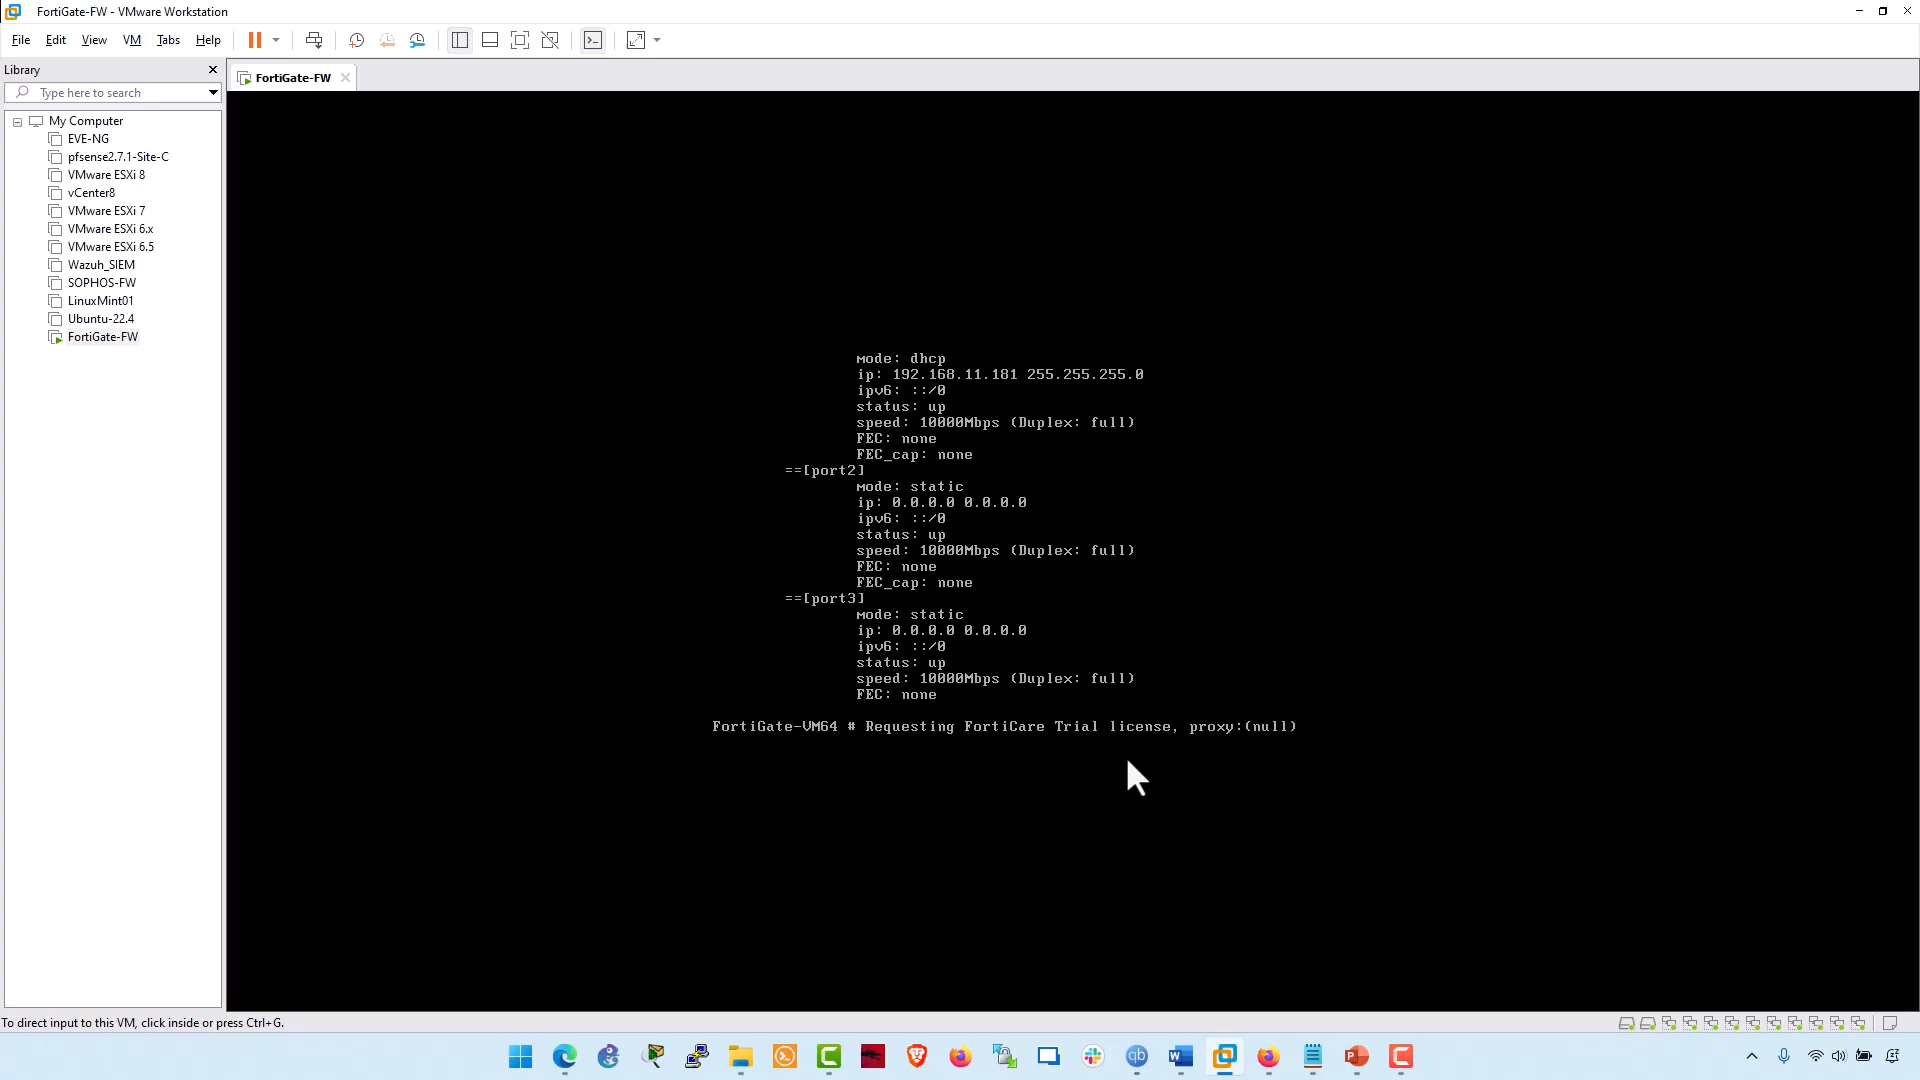 FortiGate-FW - VMware Workstation
File Edit View VM Tabs Help
Library
FortiGate-FW
Type here to search
My Computer
EVE-NG
pfsense2.7.1-Site-C
VMware ESXi 8
vCenter8
VMware ESXi 7
VMware ESXi 6.x
VMware ESXi 6.5
Wazuh_SIEM
SOPHOS-FW
LinuxMint01
Ubuntu-22.4
FortiGate-FW
mode: dhcp
ip: 192.168.11.181 255.255.255.0
ipv6: ::/0
status: up
speed: 10000Mbps (Duplex: full)
FEC: none
FEC_cap: none
==[port2]
mode: static
ip: 0.0.0.0 0.0.0.0
ipv6: ::/0
status: up
speed: 10000Mbps (Duplex: full)
FEC: none
FEC_cap: none
==[port3]
mode: static
ip: 0.0.0.0 0.0.0.0
ipv6: ::/0
status: up
speed: 10000Mbps (Duplex: full)
FEC: none
FortiGate-VM64 # Requesting FortiCare Trial license, proxy:(null)
To direct input to this VM, click inside or press Ctrl+G.